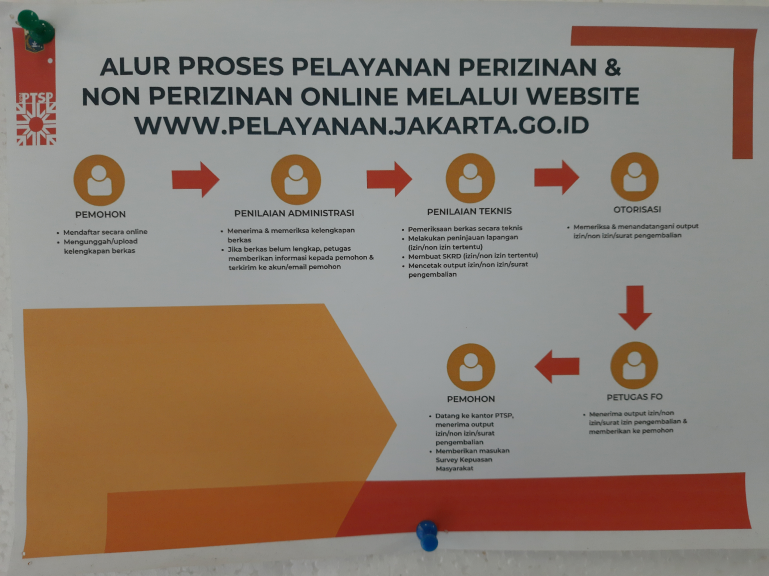 PTSP
ALUR PROSES PELAYANAN PERIZINAN &
NON PERIZINAN ONLINE MELALUI WEBSITE
WWW.PELAYANAN.JAKARTA.GO.ID
PEMOHON
• Mendaftar secara online
• Mengunggah/upload
kelengkapan berkas
PENILAIAN ADMINISTRASI
• Menerima & memeriksa kelengkapan
berkas
• Jika berkas belum lengkap, petugas
memberikan informasi kepada pemohon &
terkirim ke akun/email pemohon
PENILAIAN TEKNIS
• Pemeriksaan berkas secara teknis
• Melakukan peninjauan lapangan
(izin/non izin tertentu)
• Membuat SKRD (izin/non izin tertentu)
• Mencetak output izin/non izin/surat
pengembalian
OTORISASI
• Memeriksa & menandatangani output
izin/non izin/surat pengembalian
PETUGAS FO
• Menerima output izin/non
izin/surat izin pengembalian &
memberikan ke pemohon
PEMOHON
• Datang ke kantor PTSP,
menerima output
izin/non izin/surat
pengembalian
• Memberikan masukan
Survey Kepuasan
Masyarakat